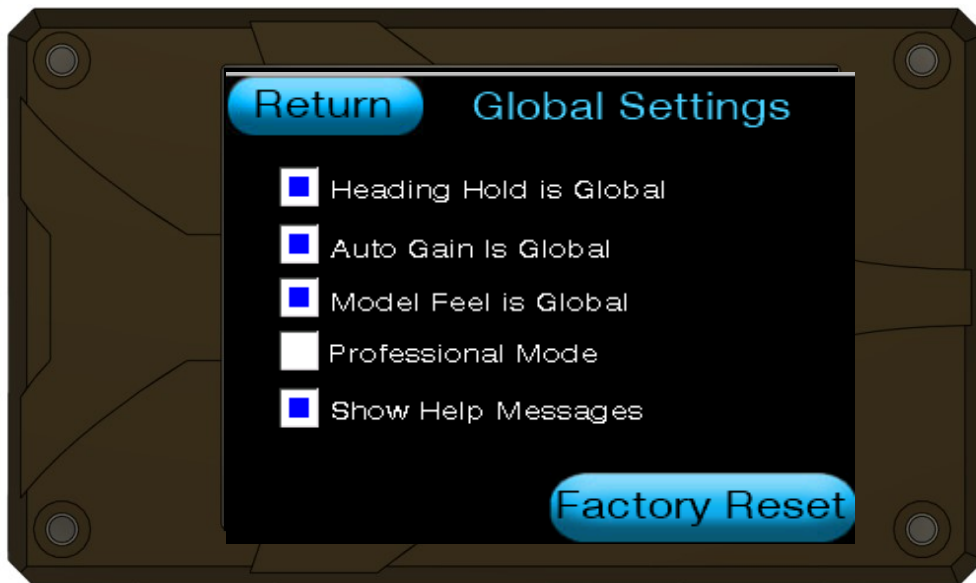 Return
Global Settings
Heading Hold is Global
Auto Gain Is Global
Model Feel is Global
Professional Mode
Show Help Messages
Factory Reset